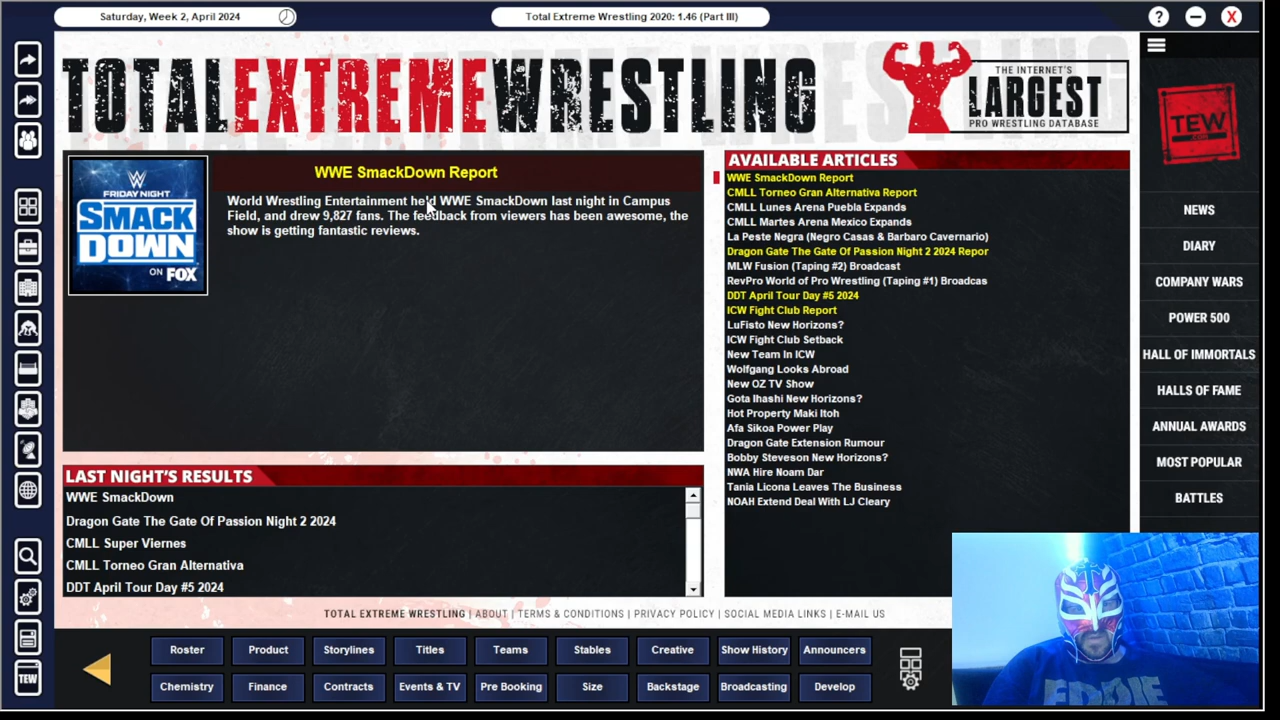 Saturday, Week 2, April 2024
Total Extreme Wrestling 2020: 1.46 (Part III)
?
X
TOTALEXTREMEWRESTLING
THE INTERNET'S
LARGEST
PRO WRESTLING DATABASE
TEW
.COM
WWE SmackDown Report
W
FRIDAY NIGHT
SMACK
DOWN
ON FOX
World Wrestling Entertainment held WWE SmackDown last night in Campus
Field, and drew 9,827 fans. The feedback from viewers has been awesome, the
show is getting fantastic reviews.
AVAILABLE ARTICLES
WWE SmackDown Report
CMLL Torneo Gran Alternativa Report
CMLL Lunes Arena Puebla Expands
CMLL Martes Arena Mexico Expands
La Peste Negra (Negro Casas & Barbaro Cavernario)
Dragon Gate The Gate Of Passion Night 2 2024 Repor
MLW Fusion (Taping #2) Broadcast
RevPro World of Pro Wrestling (Taping #1) Broadcas
DDT April Tour Day #5 2024
ICW Fight Club Report
LuFisto New Horizons?
ICW Fight Club Setback
New Team In ICW
Wolfgang Looks Abroad
New OZ TV Show
Gota Ihashi New Horizons?
Hot Property Maki Itoh
Afa Sikoa Power Play
Dragon Gate Extension Rumour
Bobby Steveson New Horizons?
NWA Hire Noam Dar
Tania Licona Leaves The Business
NOAH Extend Deal With LJ Cleary
NEWS
DIARY
COMPANY WARS
POWER 500
HALL OF IMMORTALS
HALLS OF FAME
ANNUAL AWARDS
MOST POPULAR
BATTLES
LAST NIGHT'S RESULTS
WWE SmackDown
Dragon Gate The Gate Of Passion Night 2 2024
CMLL Super Viernes
CMLL Torneo Gran Alternativa
DDT April Tour Day #5 2024
TOTAL EXTREME WRESTLING | ABOUT | TERMS & CONDITIONS | PRIVACY POLICY | SOCIAL MEDIA LINKS | E-MAIL US
TEW
Roster Product Storylines Titles Teams Stables Creative Show History Announcers
Chemistry Finance Contracts Events & TV Pre Booking Size Backstage Broadcasting Develop
EDDIE